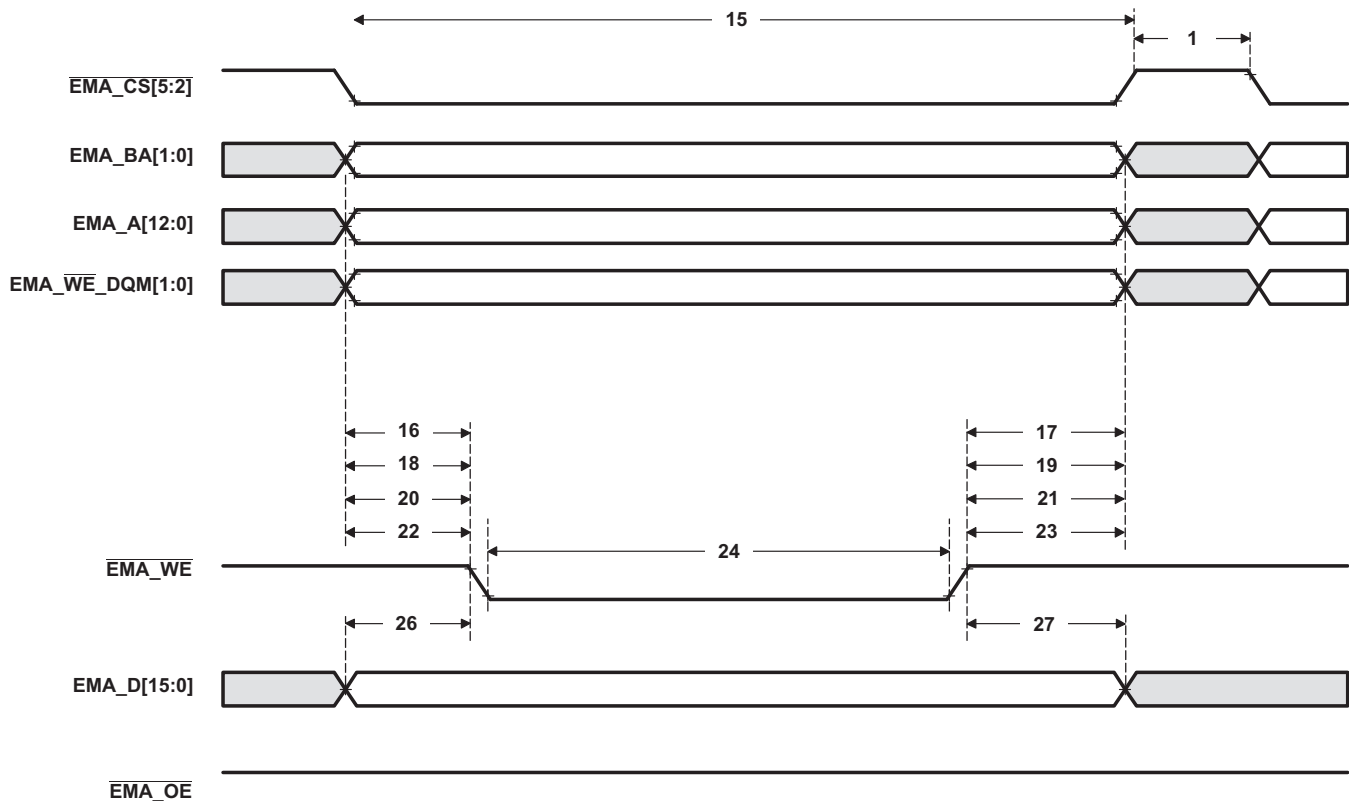 15
1
EMA_CS[5:2]
EMA_BA[1:0]
EMA_A[12:0]
EMA_WE_DQM[1:0]
16 17
18 19
20 21
22 23
24
EMA_WE
26 27
EMA_D[15:0]
EMA_OE